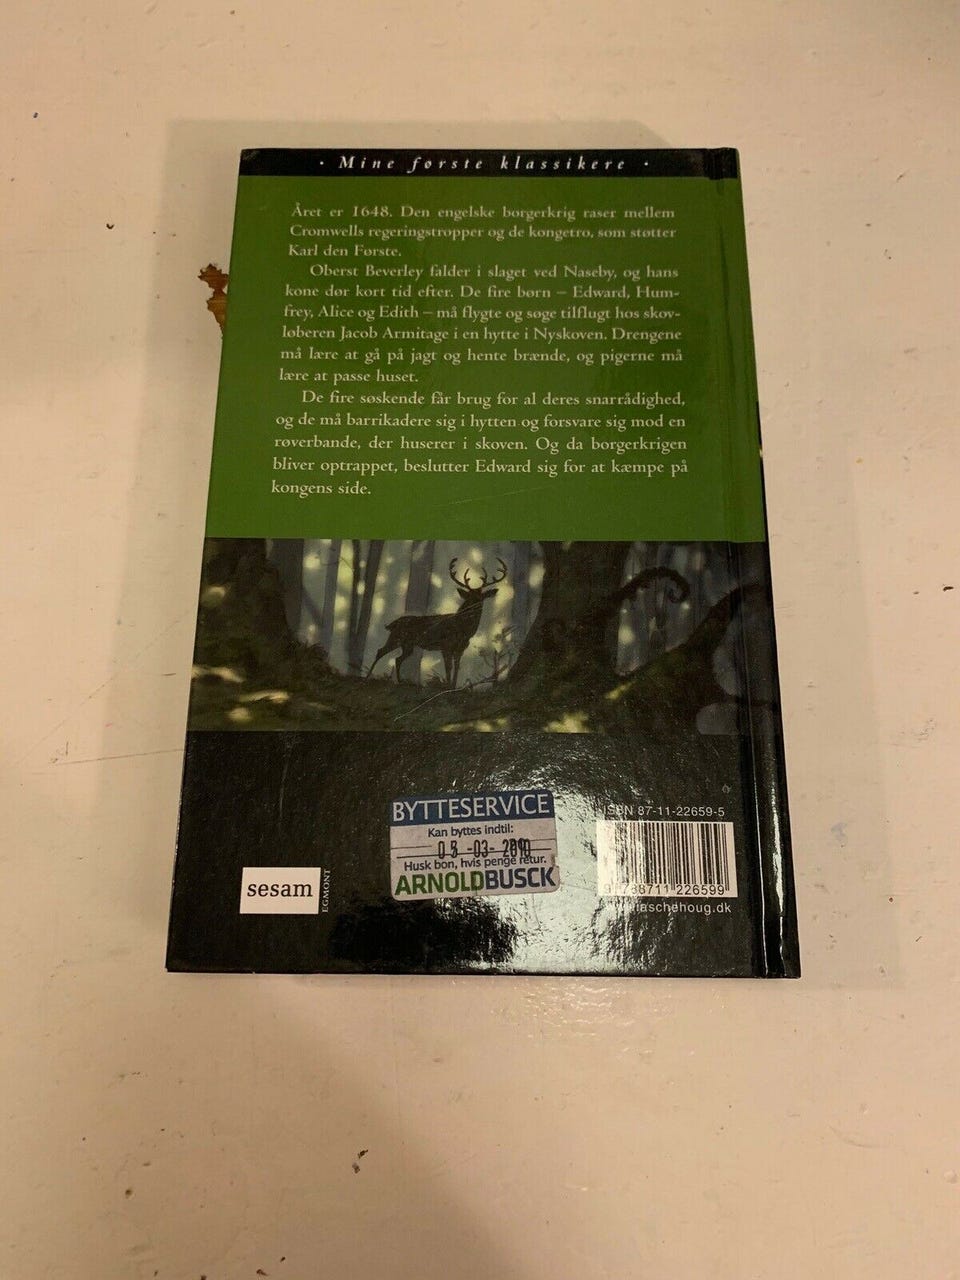 · Mine første klassikere ·
Året er 1648. Den engelske borgerkrig raser mellem
Cromwells regeringstropper og de kongetro, som støtter
Karl den Første.
Oberst Beverley falder i slaget ved Naseby, og hans
kone dør kort tid efter. De fire børn – Edward, Hum-
frey, Alice og Edith – må flygte og søge tilflugt hos skov-
løberen Jacob Armitage i en hytte i Nyskoven. Drengene
må lære at gå på jagt og hente brænde, og pigerne må
lære at passe huset.
De fire søskende får brug for al deres snarrådighed,
og de må barrikadere sig i hytten og forsvare sig mod en
røverbande, der huserer i skoven. Og da borgerkrigen
bliver optrappet, beslutter Edward sig for at kæmpe på
kongens side.
BYTTESERVICE
Kan byttes indtil:
-03-
Husk bon, hvis penge retur.
ARNOLDBUSCK
sesam
EGMONT
ISBN 87-11-22659-5
9 788711 226599
aschehoug.dk